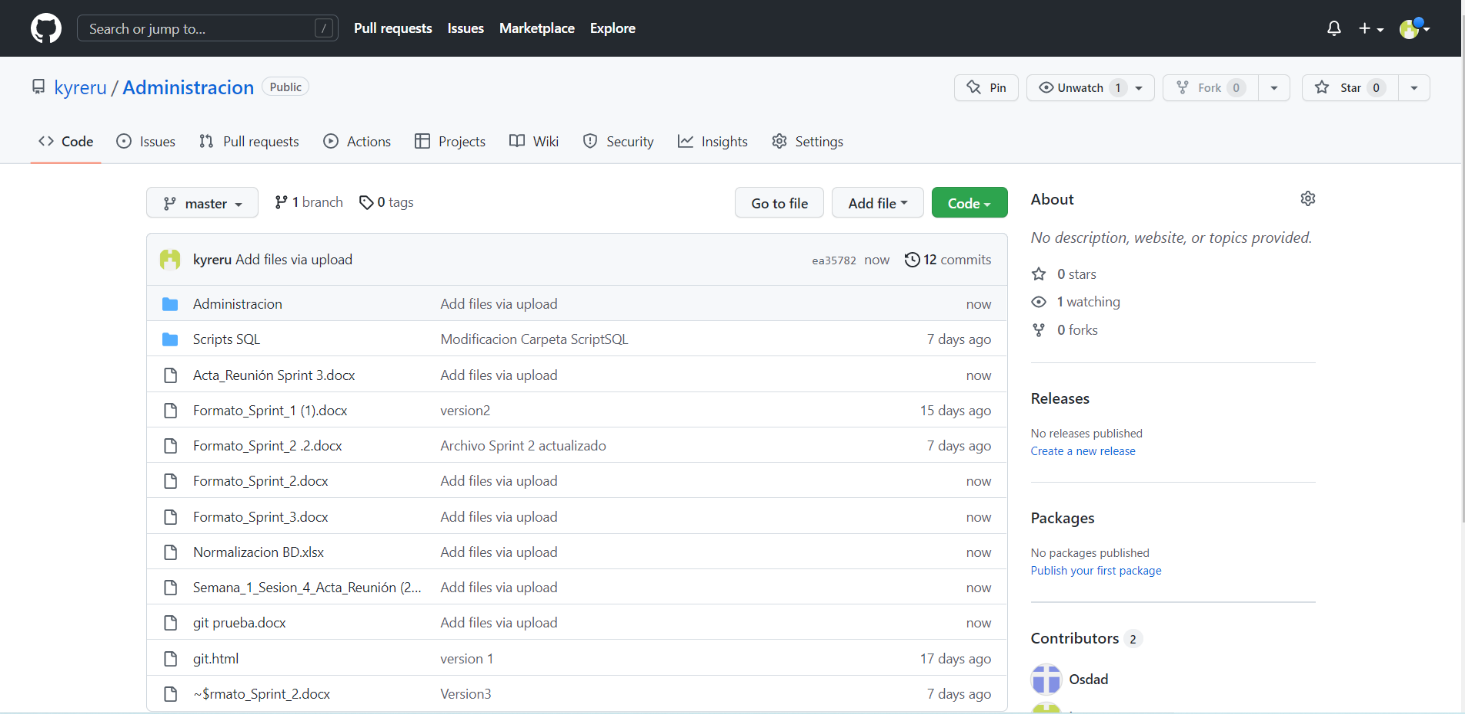 Search or jump to... /
Pull requests Issues Marketplace Explore
kyreru / Administracion Public
Pin Unwatch 1 Fork 0 Star 0
Code Issues Pull requests Actions Projects Wiki Security Insights Settings
master 1 branch 0 tags Go to file Add file Code
kyreru Add files via upload ea35782 now 12 commits
Administracion Add files via upload now
Scripts SQL Modificacion Carpeta ScriptSQL 7 days ago
Acta_Reunión Sprint 3.docx Add files via upload now
Formato_Sprint_1 (1).docx version2 15 days ago
Formato_Sprint_2 .2.docx Archivo Sprint 2 actualizado 7 days ago
Formato_Sprint_2.docx Add files via upload now
Formato_Sprint_3.docx Add files via upload now
Normalizacion BD.xlsx Add files via upload now
Semana_1_Sesion_4_Acta_Reunión (2... Add files via upload now
git prueba.docx Add files via upload now
git.html version 1 17 days ago
~$rmato_Sprint_2.docx Version3 7 days ago
About
No description, website, or topics provided.
0 stars
1 watching
0 forks
Releases
No releases published
Create a new release
Packages
No packages published
Publish your first package
Contributors 2
Osdad